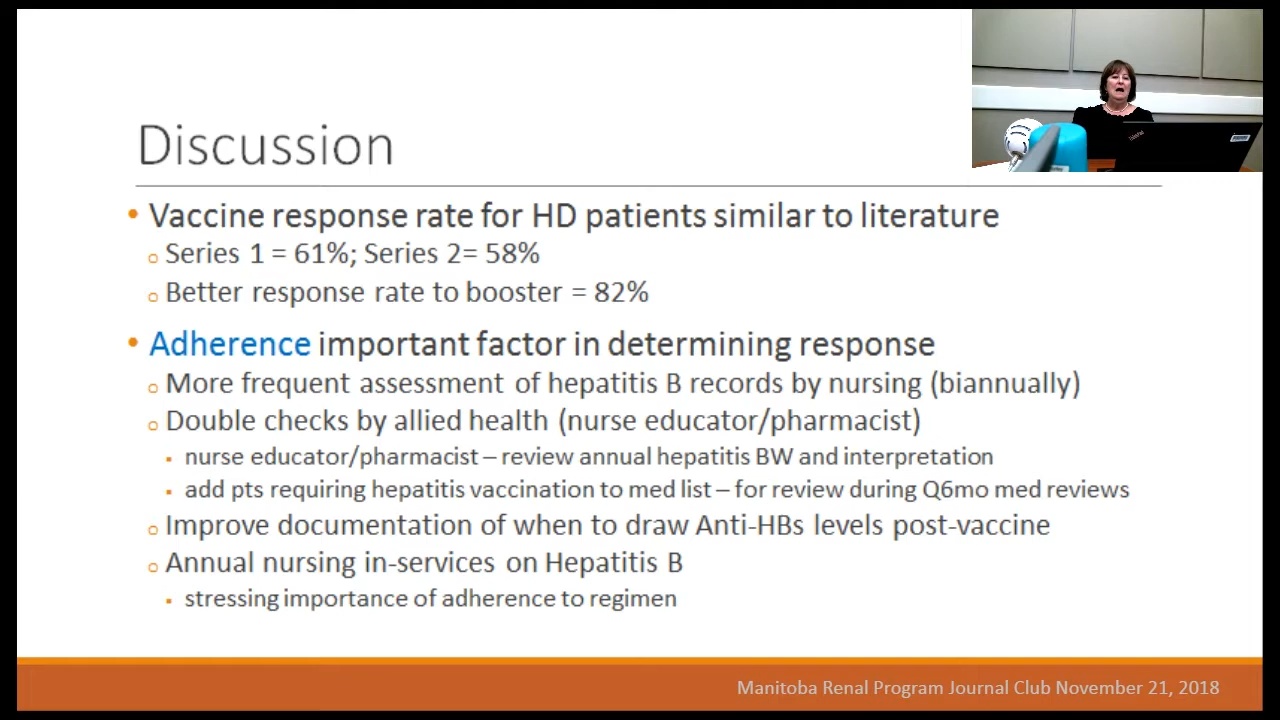 Discussion
• Vaccine response rate for HD patients similar to literature
o Series 1 = 61%; Series 2= 58%
o Better response rate to booster = 82%
• Adherence important factor in determining response
o More frequent assessment of hepatitis B records by nursing (biannually)
o Double checks by allied health (nurse educator/pharmacist)
▪ nurse educator/pharmacist – review annual hepatitis BW and interpretation
▪ add pts requiring hepatitis vaccination to med list – for review during Q6mo med reviews
o Improve documentation of when to draw Anti-HBs levels post-vaccine
o Annual nursing in-services on Hepatitis B
▪ stressing importance of adherence to regimen
Manitoba Renal Program Journal Club November 21, 2018